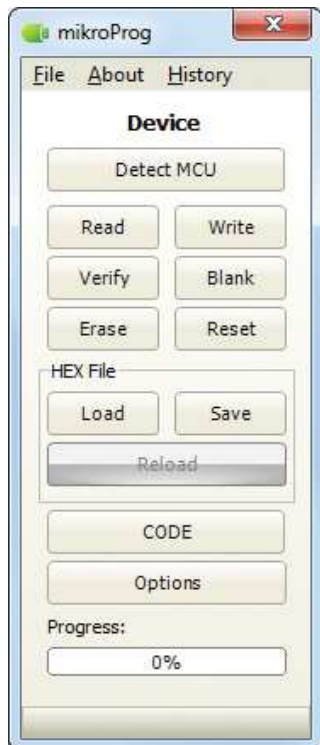 mikroProg
File About History
Device
Detect MCU
Read Write
Verify Blank
Erase Reset
HEX File
Load Save
Reload
CODE
Options
Progress:
0%